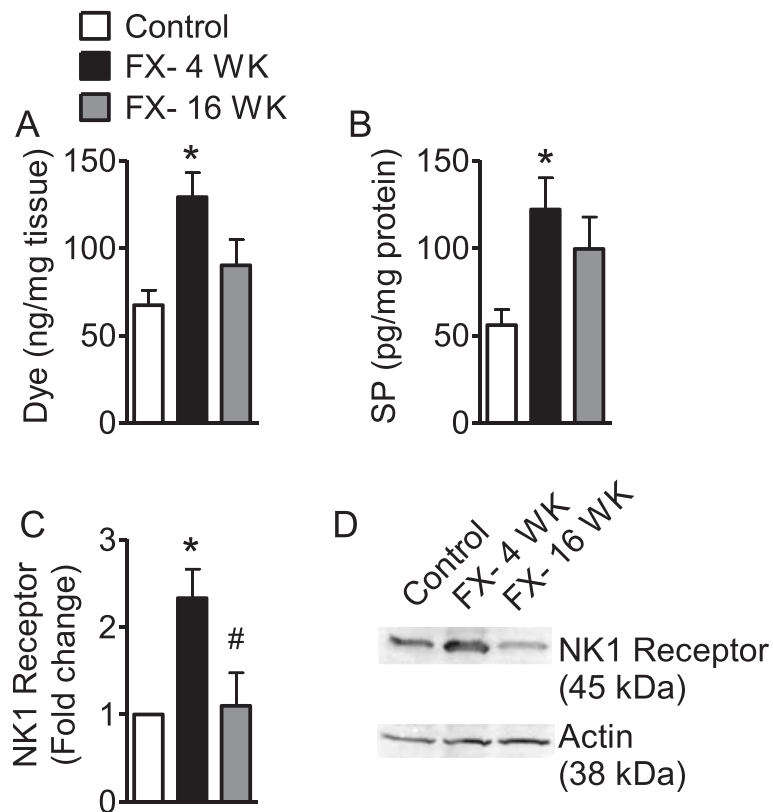 Control
FX- 4 WK
FX- 16 WK
A
Dye (ng/mg tissue)
150
100
50
0
*
B
SP (pg/mg protein)
150
100
50
0
*
C
NK1 Receptor
(Fold change)
3
2
1
0
*
#
D
Control
FX- 4 WK
FX- 16 WK
NK1 Receptor
(45 kDa)
Actin
(38 kDa)